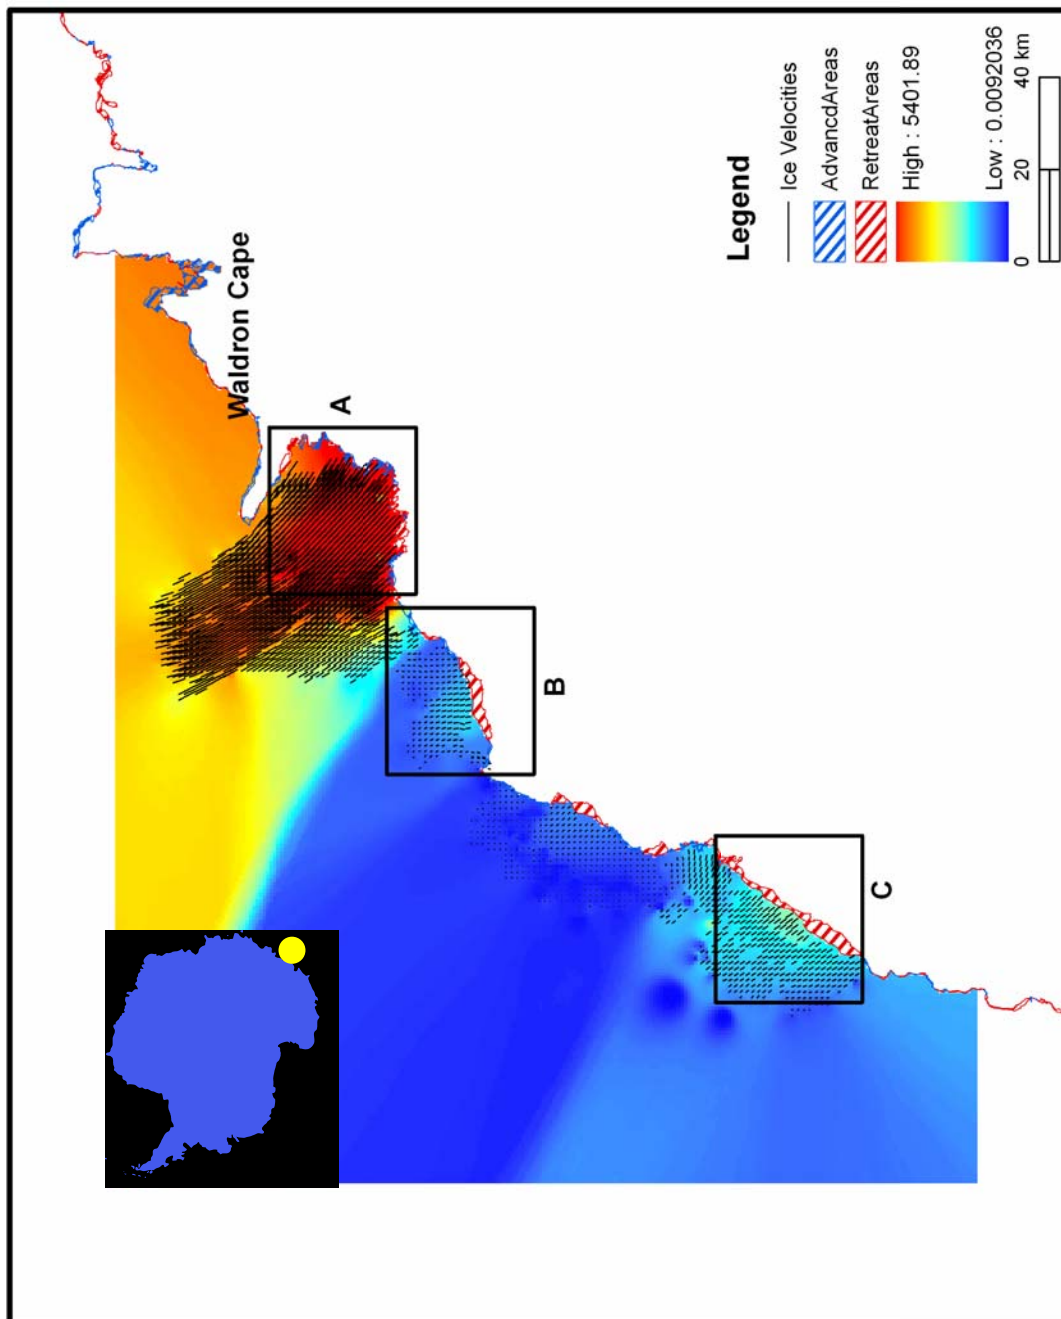 Waldron Cape
A
B
C
Legend
Ice Velocities
AdvancdAreas
RetreatAreas
High : 5401.89
Low : 0.0092036
0 20 40 km